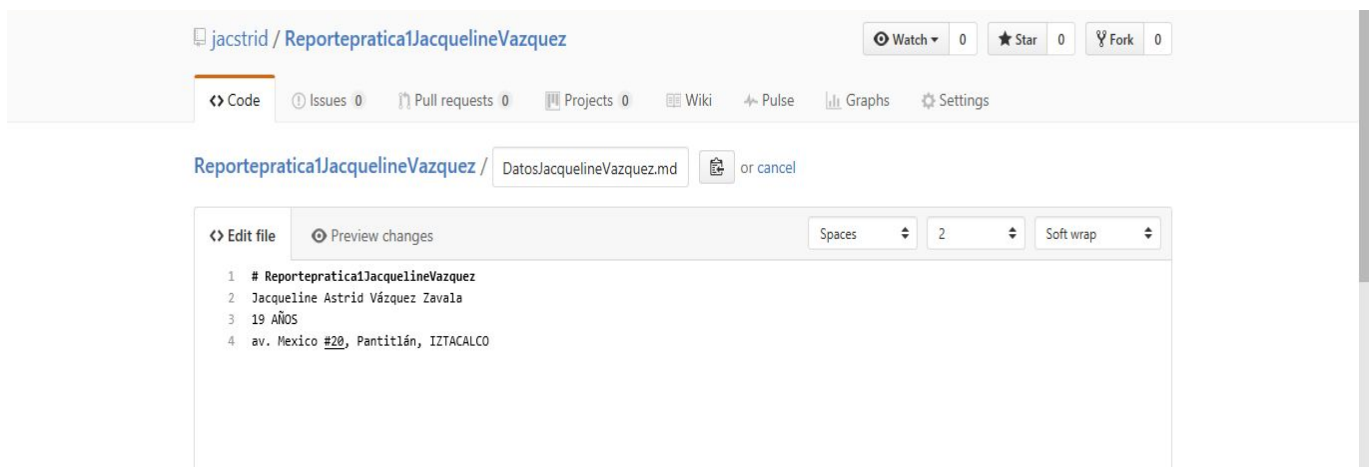 jacstrid / Reportepratica1JacquelineVazquez Watch 0 Star 0 Fork 0
Code Issues 0 Pull requests 0 Projects 0 Wiki Pulse Graphs Settings
Reportepratica1JacquelineVazquez / DatosJacquelineVazquez.md or cancel
Edit file Preview changes Spaces 2 Soft wrap
1 # Reportepratica1JacquelineVazquez
2 Jacqueline Astrid Vázquez Zavala
3 19 AÑOS
4 av. Mexico #20, Pantitlán, IZTACALCO